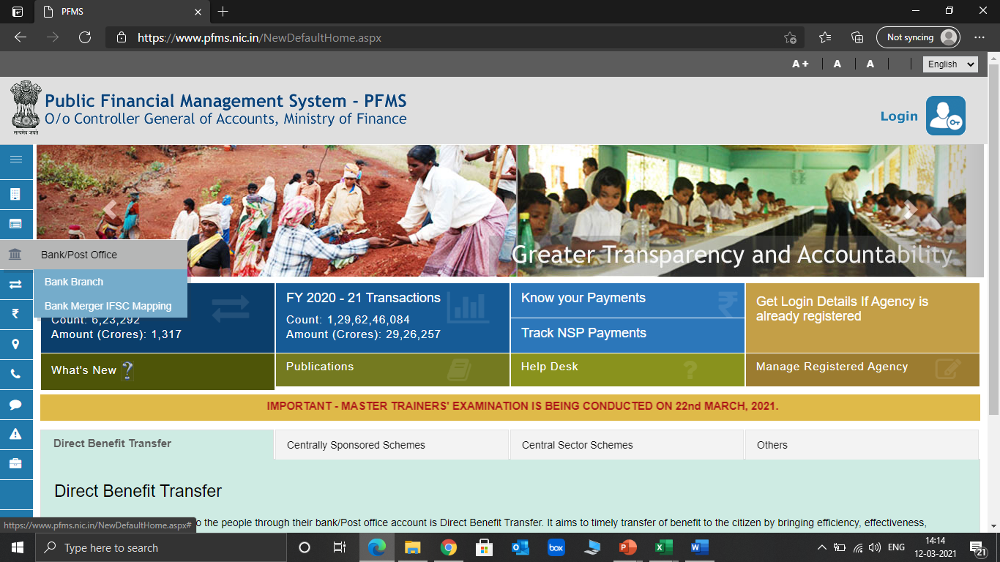 PFMS
https://www.pfms.nic.in/NewDefaultHome.aspx
Not syncing
A + A A English
Public Financial Management System - PFMS
O/o Controller General of Accounts, Ministry of Finance
सत्यमेव जयते
Login
Greater Transparency and Accountability
Bank/Post Office
Bank Branch
Bank Merger IFSC Mapping
Count: 6,23,292
Amount (Crores): 1,317
FY 2020 - 21 Transactions
Count: 1,29,62,46,084
Amount (Crores): 29,26,257
Know your Payments
Track NSP Payments
Get Login Details If Agency is
already registered
What's New ?
Publications
Help Desk
?
Manage Registered Agency
IMPORTANT - MASTER TRAINERS' EXAMINATION IS BEING CONDUCTED ON 22nd MARCH, 2021.
Direct Benefit Transfer
Centrally Sponsored Schemes
Central Sector Schemes
Others
Direct Benefit Transfer
o the people through their bank/Post office account is Direct Benefit Transfer. It aims to timely transfer of benefit to the citizen by bringing efficiency, effectiveness,
https://www.pfms.nic.in/NewDefaultHome.aspx#
Type here to search
box
ENG
14:14
12-03-2021
21